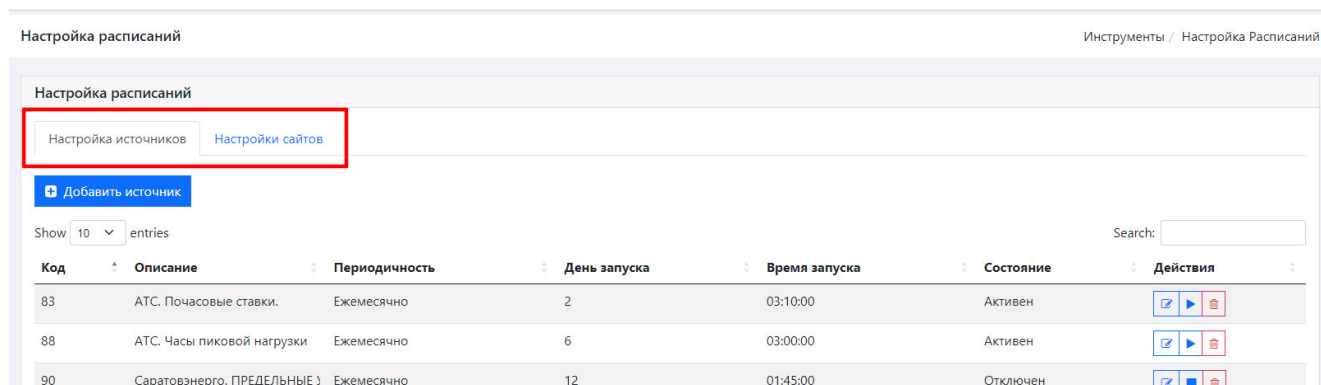 Настройка расписаний
Инструменты / Настройка Расписаний
Настройка расписаний
Настройка источников Настройки сайтов
Добавить источник
Show 10 entries Search:
Код Описание Периодичность День запуска Время запуска Состояние Действия
83 АТС. Почасовые ставки. Ежемесячно 2 03:10:00 Активен
88 АТС. Часы пиковой нагрузки Ежемесячно 6 03:00:00 Активен
90 Саратовэнерго. ПРЕДЕЛЬНЫЕ Ежемесячно 12 01:45:00 Отключен